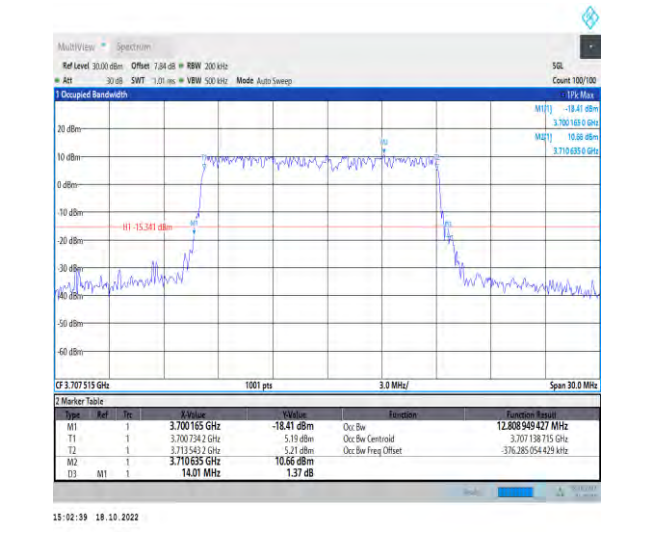 MultiView Spectrum
Ref Level 30.00 dBm Offset 7.84 dB RBW 200 kHz SGL
Att 30 dB SWT 1.01 ms VBW 500 kHz Mode Auto Sweep Count 100/100
1 Occupied Bandwidth 1Pk Max
M1[1] -18.41 dBm
3.700 165 0 GHz
M2[1] 10.66 dBm
3.710 635 0 GHz
20 dBm
10 dBm
0 dBm
-10 dBm
H1 -15.341 dBm
M1
M2
-20 dBm
-30 dBm
-40 dBm
-50 dBm
-60 dBm
CF 3.707 515 GHz 1001 pts 3.0 MHz/ Span 30.0 MHz
2 Marker Table
Type Ref Trc X-Value Y-Value Function Function Result
M1 1 3.700 165 GHz -18.41 dBm Occ Bw 12.808 949 427 MHz
T1 1 3.700 734 2 GHz 5.19 dBm Occ Bw Centroid 3.707 138 715 GHz
T2 1 3.713 543 2 GHz 5.21 dBm Occ Bw Freq Offset -376.285 054 429 kHz
M2 1 3.710 635 GHz 10.66 dBm
D3 M1 1 14.01 MHz 1.37 dB
15:02:39 18.10.2022